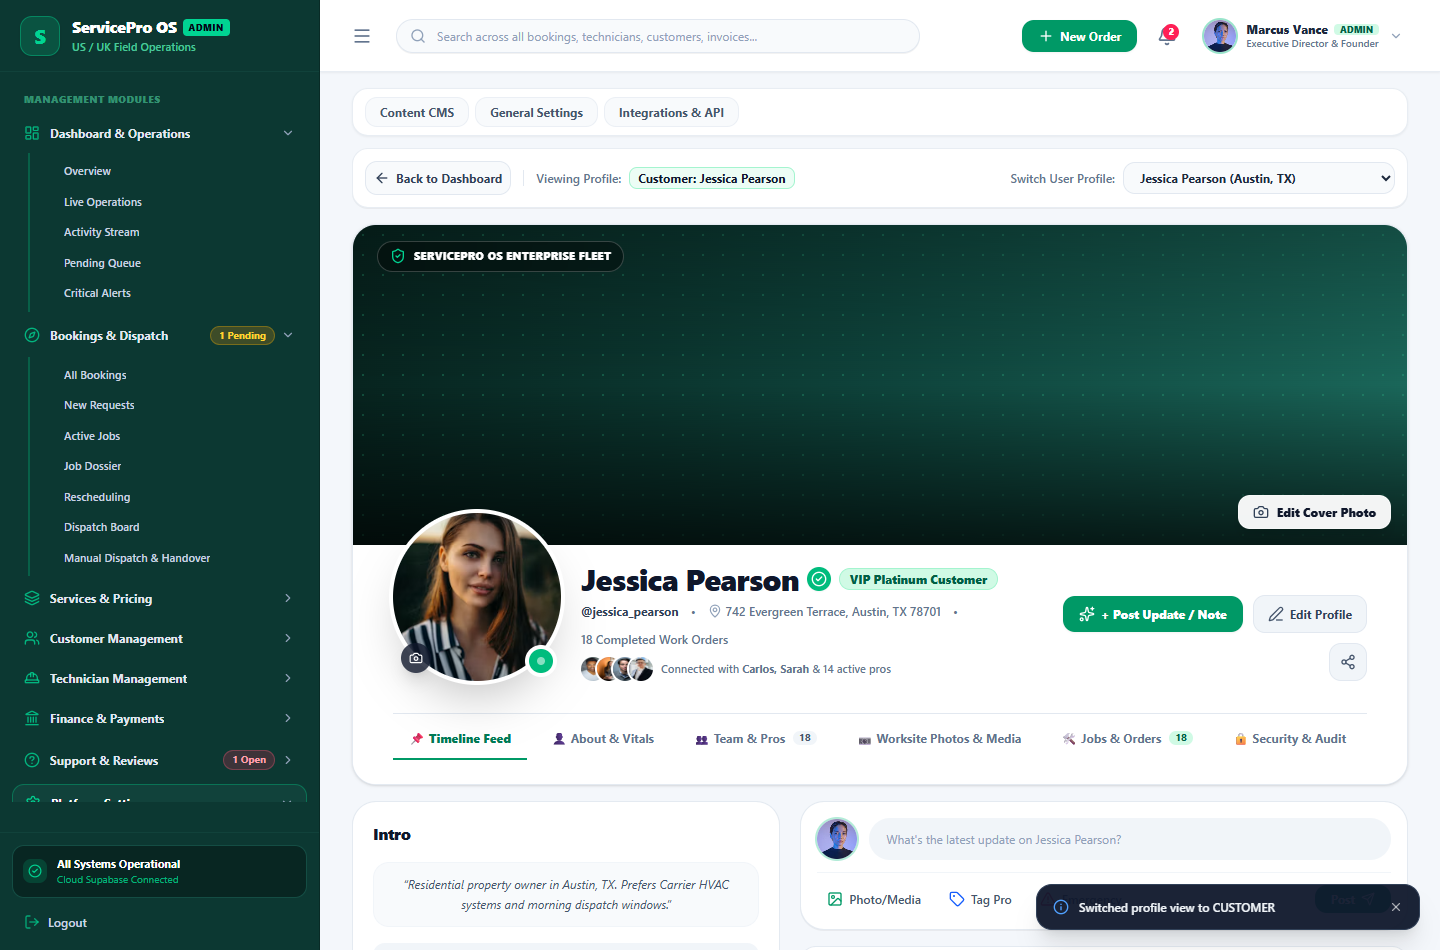 S
ServicePro OS ADMIN
US / UK Field Operations
MANAGEMENT MODULES
Dashboard & Operations
Overview
Live Operations
Activity Stream
Pending Queue
Critical Alerts
Bookings & Dispatch 1 Pending
All Bookings
New Requests
Active Jobs
Job Dossier
Rescheduling
Dispatch Board
Manual Dispatch & Handover
Services & Pricing
Customer Management
Technician Management
Finance & Payments
Support & Reviews 1 Open
All Systems Operational
Cloud Supabase Connected
Logout
Search across all bookings, technicians, customers, invoices...
New Order
2
Marcus Vance ADMIN
Executive Director & Founder
Content CMS General Settings Integrations & API
Back to Dashboard Viewing Profile: Customer: Jessica Pearson Switch User Profile: Jessica Pearson (Austin, TX)
SERVICEPRO OS ENTERPRISE FLEET
Edit Cover Photo
Jessica Pearson VIP Platinum Customer
@jessica_pearson • 742 Evergreen Terrace, Austin, TX 78701 •
18 Completed Work Orders
Connected with Carlos, Sarah & 14 active pros
+ Post Update / Note Edit Profile
Timeline Feed About & Vitals Team & Pros 18 Worksite Photos & Media Jobs & Orders 18 Security & Audit
Intro
"Residential property owner in Austin, TX. Prefers Carrier HVAC
systems and morning dispatch windows."
What's the latest update on Jessica Pearson?
Photo/Media Tag Pro Post
Switched profile view to CUSTOMER